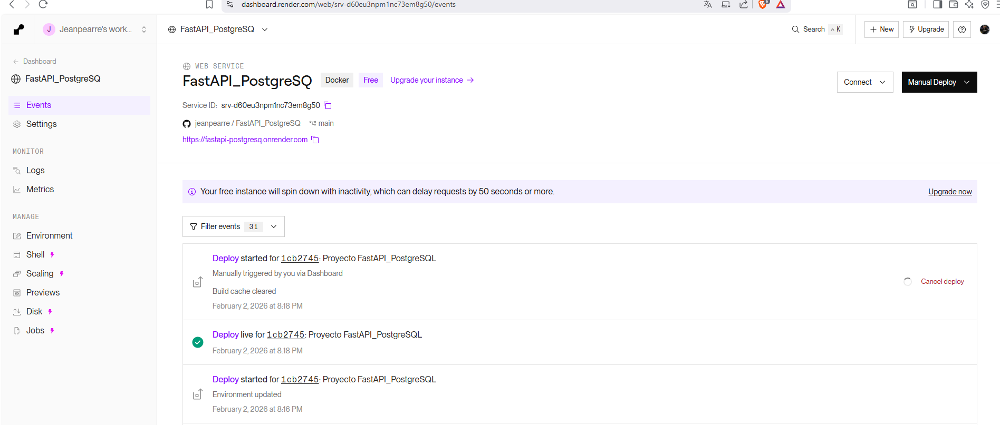 dashboard.render.com/web/srv-d60eu3npm1nc73em8g50/events
J Jeanpearre's work...
FastAPI_PostgreSQ
Search ^ K
New
Upgrade
Dashboard
FastAPI_PostgreSQ
Events
Settings
MONITOR
Logs
Metrics
MANAGE
Environment
Shell
Scaling
Previews
Disk
Jobs
WEB SERVICE
FastAPI_PostgreSQ Docker Free Upgrade your instance →
Connect
Manual Deploy
Service ID: srv-d60eu3npm1nc73em8g50
jeanpearre / FastAPI_PostgreSQ main
https://fastapi-postgresq.onrender.com
Your free instance will spin down with inactivity, which can delay requests by 50 seconds or more.
Upgrade now
Filter events 31
Deploy started for 1cb2745: Proyecto FastAPI_PostgreSQL
Manually triggered by you via Dashboard
Build cache cleared
February 2, 2026 at 8:18 PM
Cancel deploy
Deploy live for 1cb2745: Proyecto FastAPI_PostgreSQL
February 2, 2026 at 8:18 PM
Deploy started for 1cb2745: Proyecto FastAPI_PostgreSQL
Environment updated
February 2, 2026 at 8:16 PM